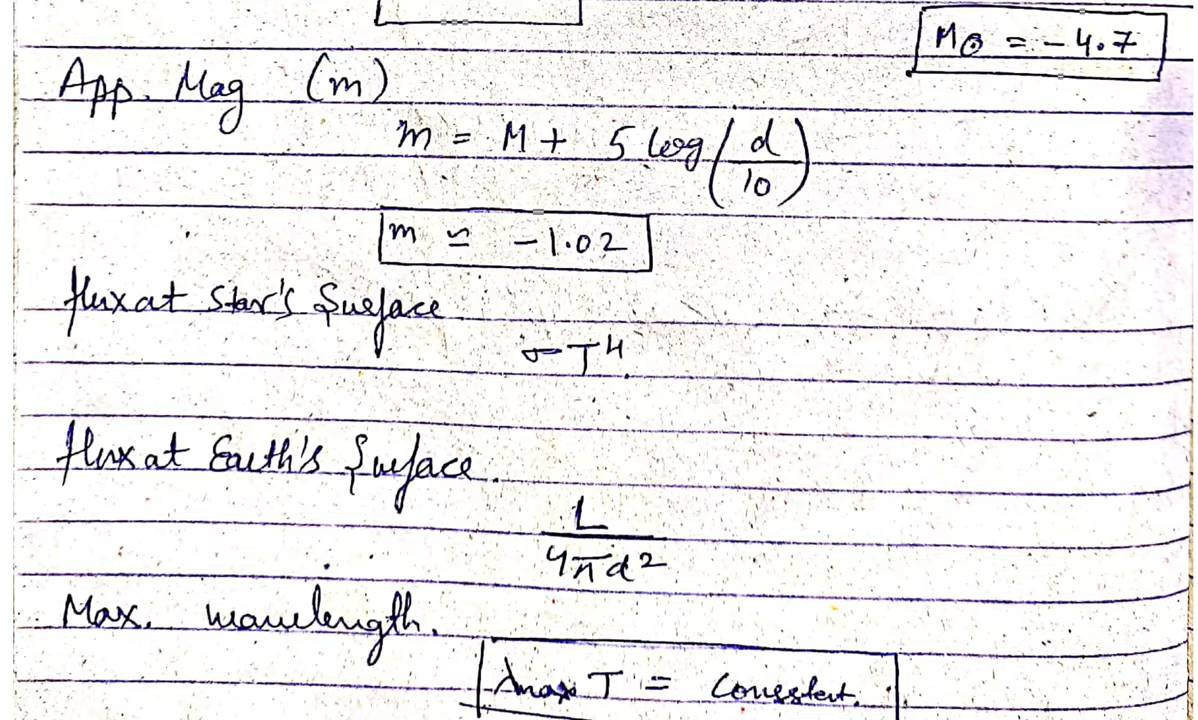 M⊙ = -4.7
App. Mag (m)
m = M + 5 log(d/10)
m ≃ -1.02
flux at Star's Surface
σT⁴
flux at Earth's Surface.
L/4πd²
Max. wavelength.
λmax T = Constant.